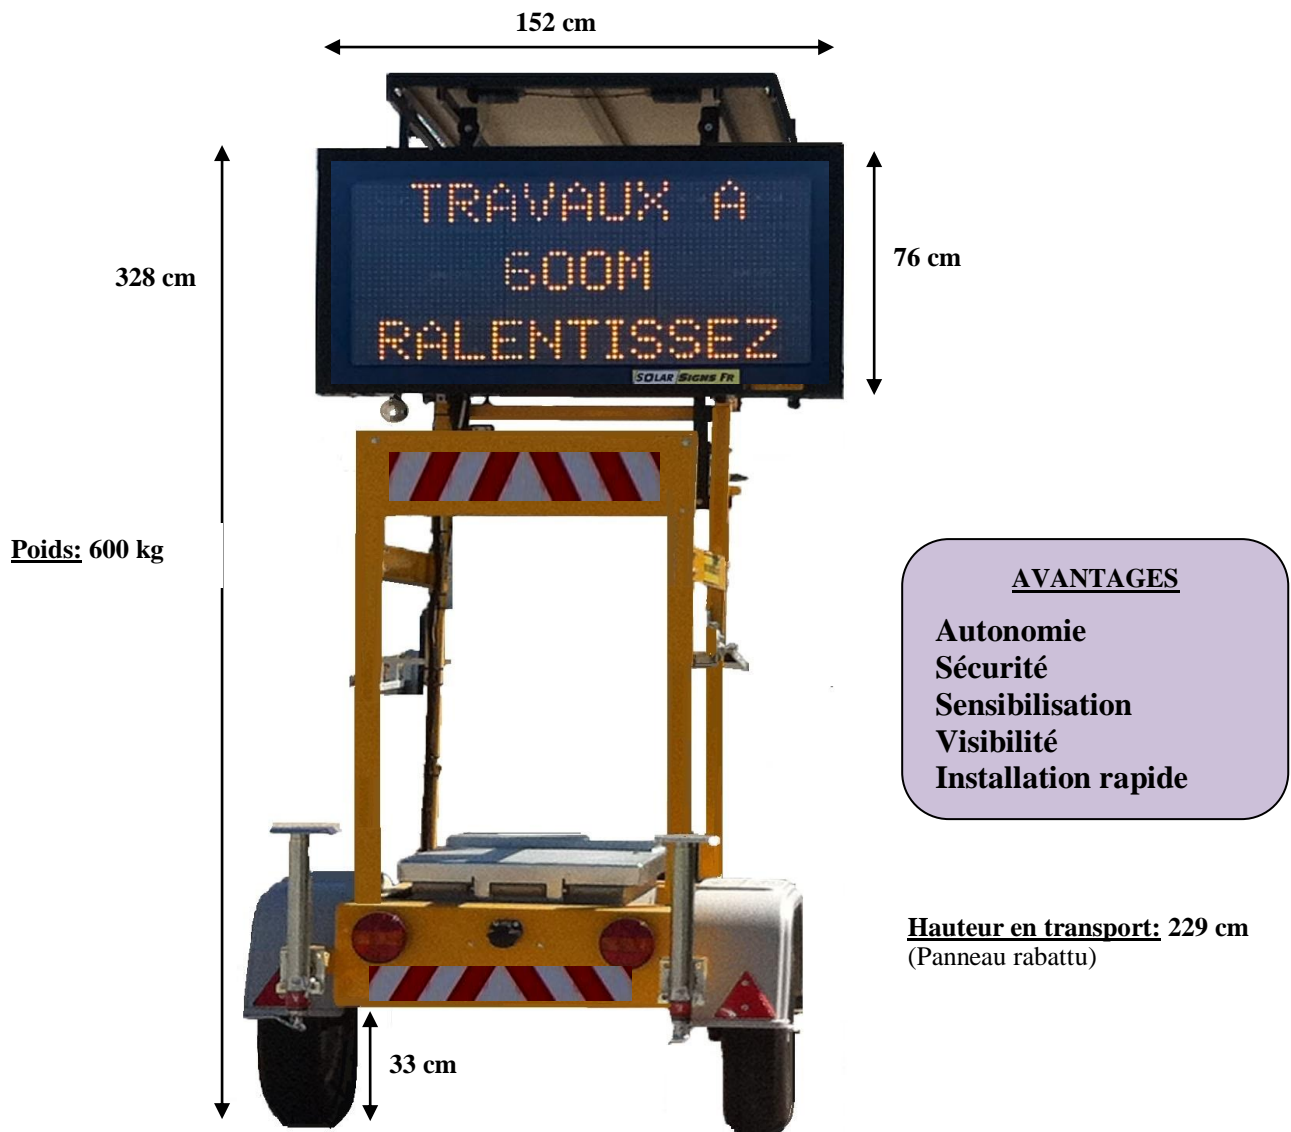 152 cm
TRAVAUX A
600M
RALENTISSEZ
SOLAR SIGNS FR
328 cm
76 cm
Poids: 600 kg
AVANTAGES
Autonomie
Sécurité
Sensibilisation
Visibilité
Installation rapide
Hauteur en transport: 229 cm
(Panneau rabattu)
33 cm